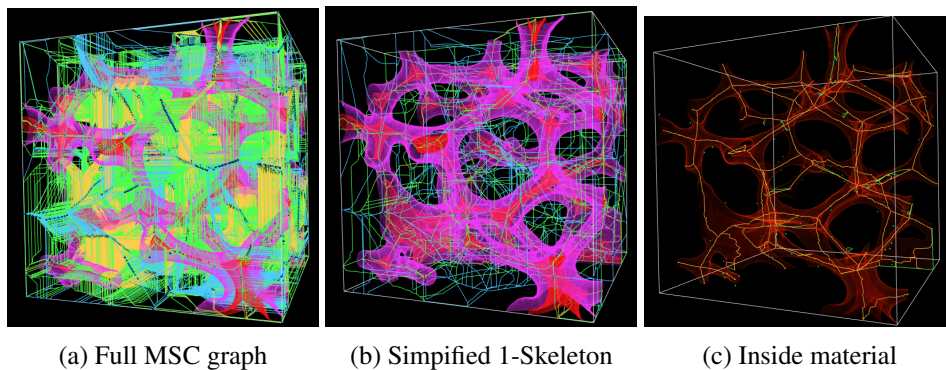 (a) Full MSC graph
(b) Simpified 1-Skeleton
(c) Inside material